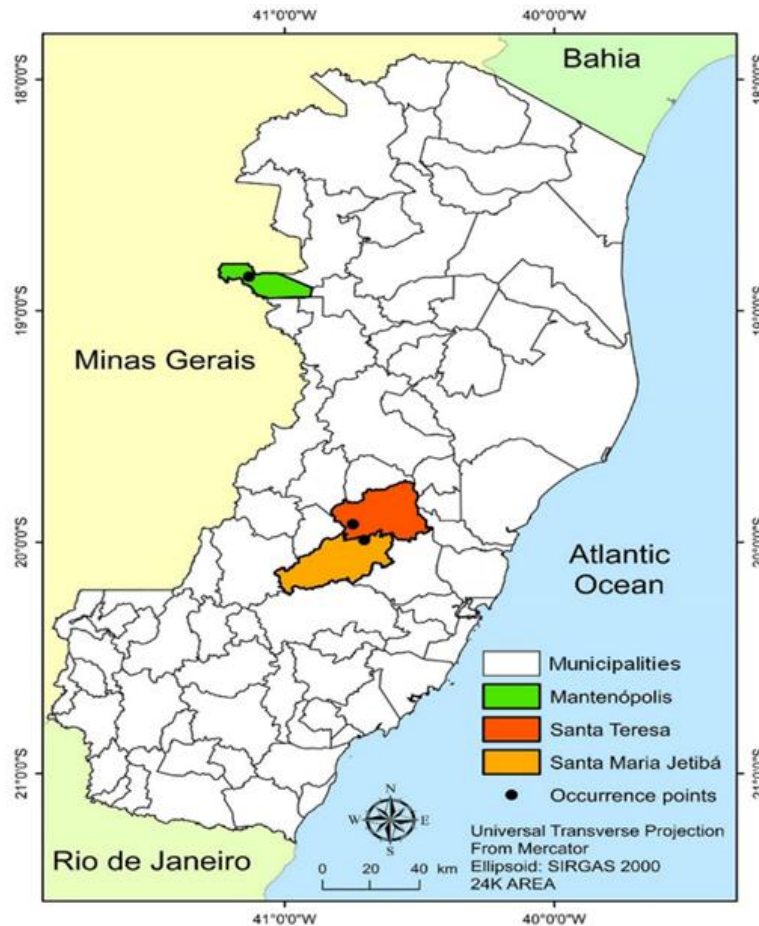 41°0'0"W
40°0'0"W
Bahia
18°0'0"S
18°0'0"S
19°0'0"S
19°0'0"S
Minas Gerais
20°0'0"S
20°0'0"S
Atlantic
Ocean
Municipalities
Mantenópolis
Santa Teresa
Santa Maria Jetibá
Occurrence points
21°0'0"S
21°0'0"S
N
W
E
S
Universal Transverse Projection
From Mercator
Ellipsoid: SIRGAS 2000
24K AREA
Rio de Janeiro
0 10 20 30 40 km
41°0'0"W
40°0'0"W